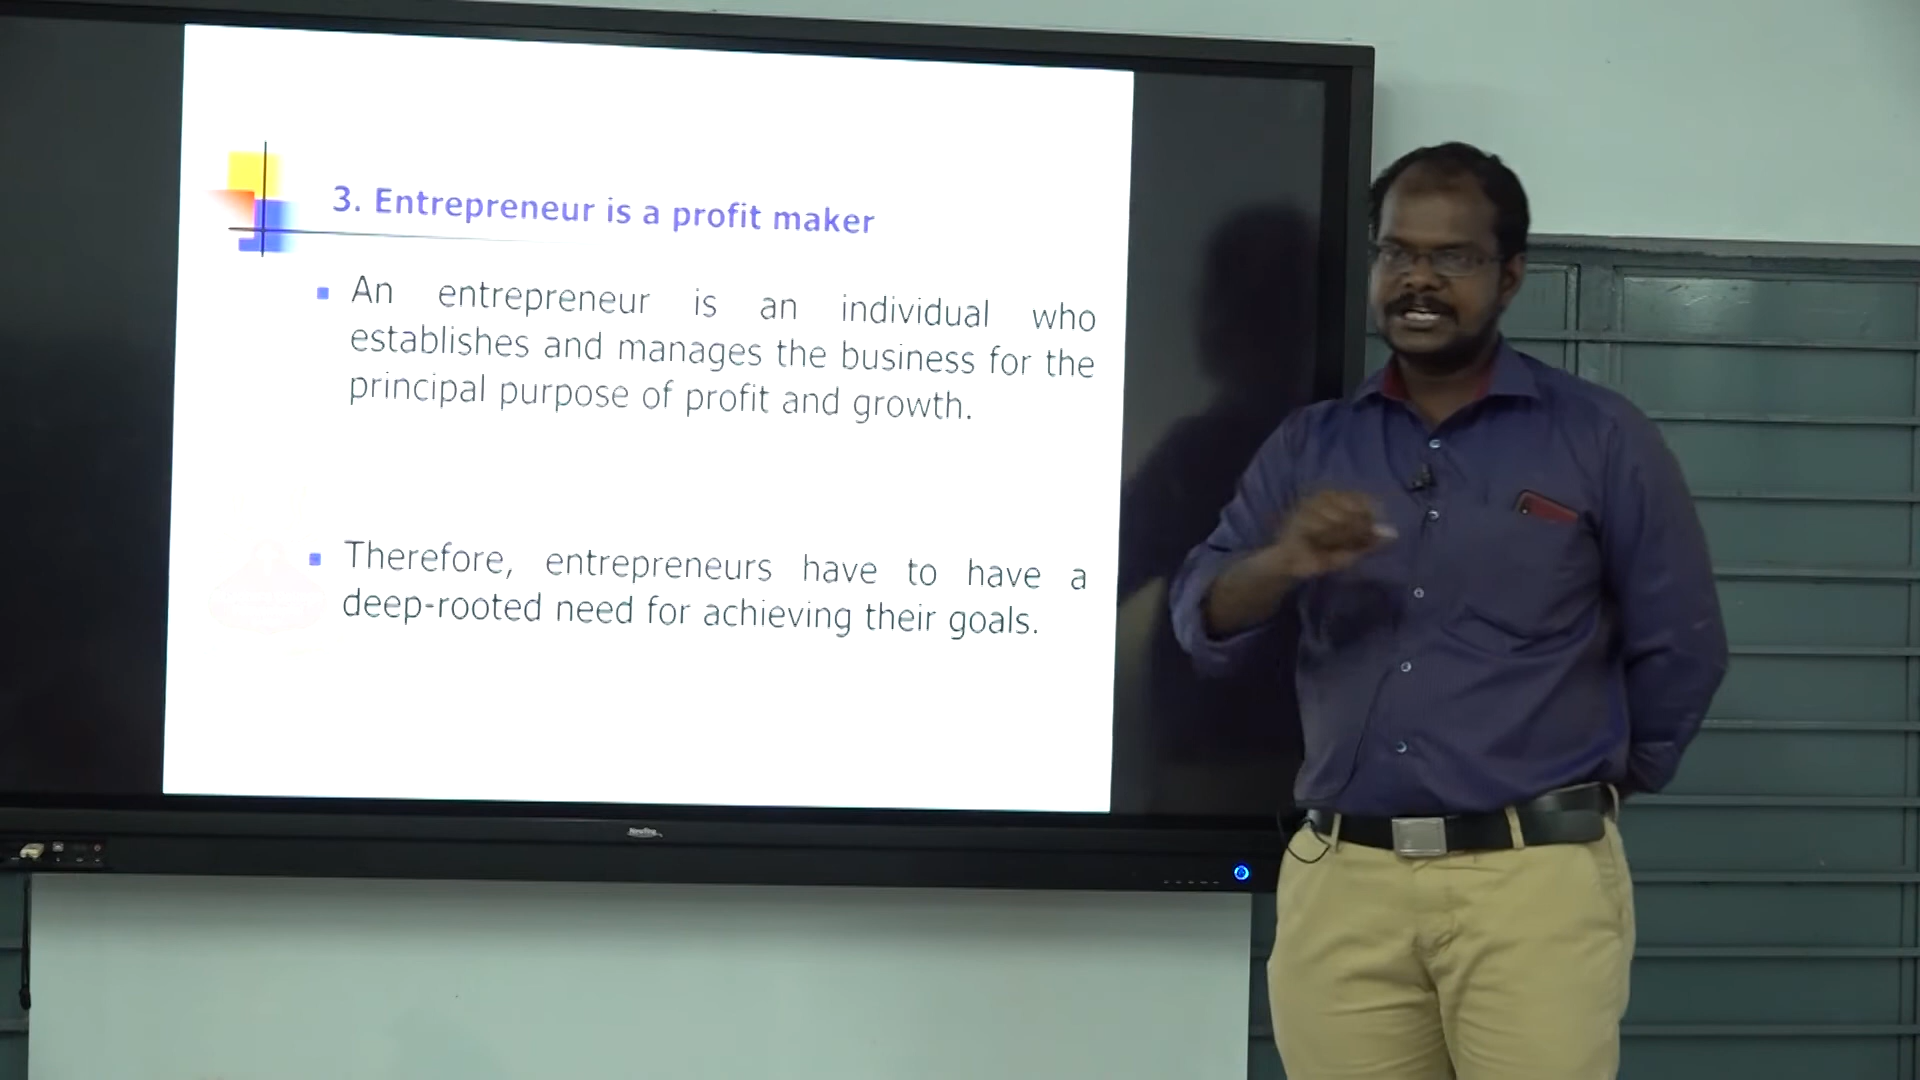 3. Entrepreneur is a profit maker
An entrepreneur is an individual who
establishes and manages the business for the
principal purpose of profit and growth.
Therefore, entrepreneurs have to have a
deep-rooted need for achieving their goals.